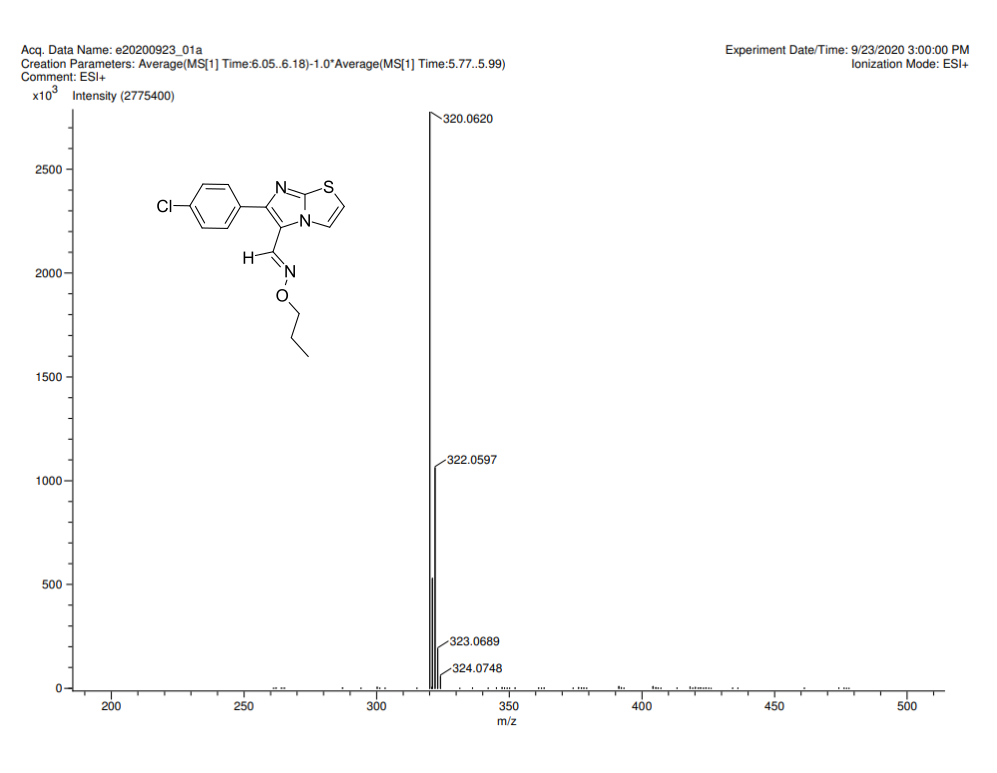 Acq. Data Name: e20200923_01a
Experiment Date/Time: 9/23/2020 3:00:00 PM
Creation Parameters: Average(MS[1] Time:6.05..6.18)-1.0*Average(MS[1] Time:5.77..5.99)
Ionization Mode: ESI+
Comment: ESI+
x10³ Intensity (2775400)
320.0620
2500
N
S
Cl
N
H
N
2000
O
1500
322.0597
1000
500
323.0689
324.0748
0
200 250 300 350 400 450 500
m/z